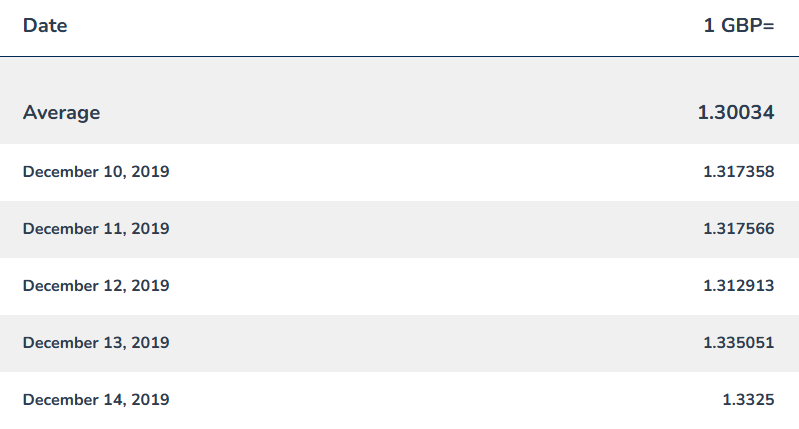 Date 1 GBP=
Average 1.30034
December 10, 2019 1.317358
December 11, 2019 1.317566
December 12, 2019 1.312913
December 13, 2019 1.335051
December 14, 2019 1.3325